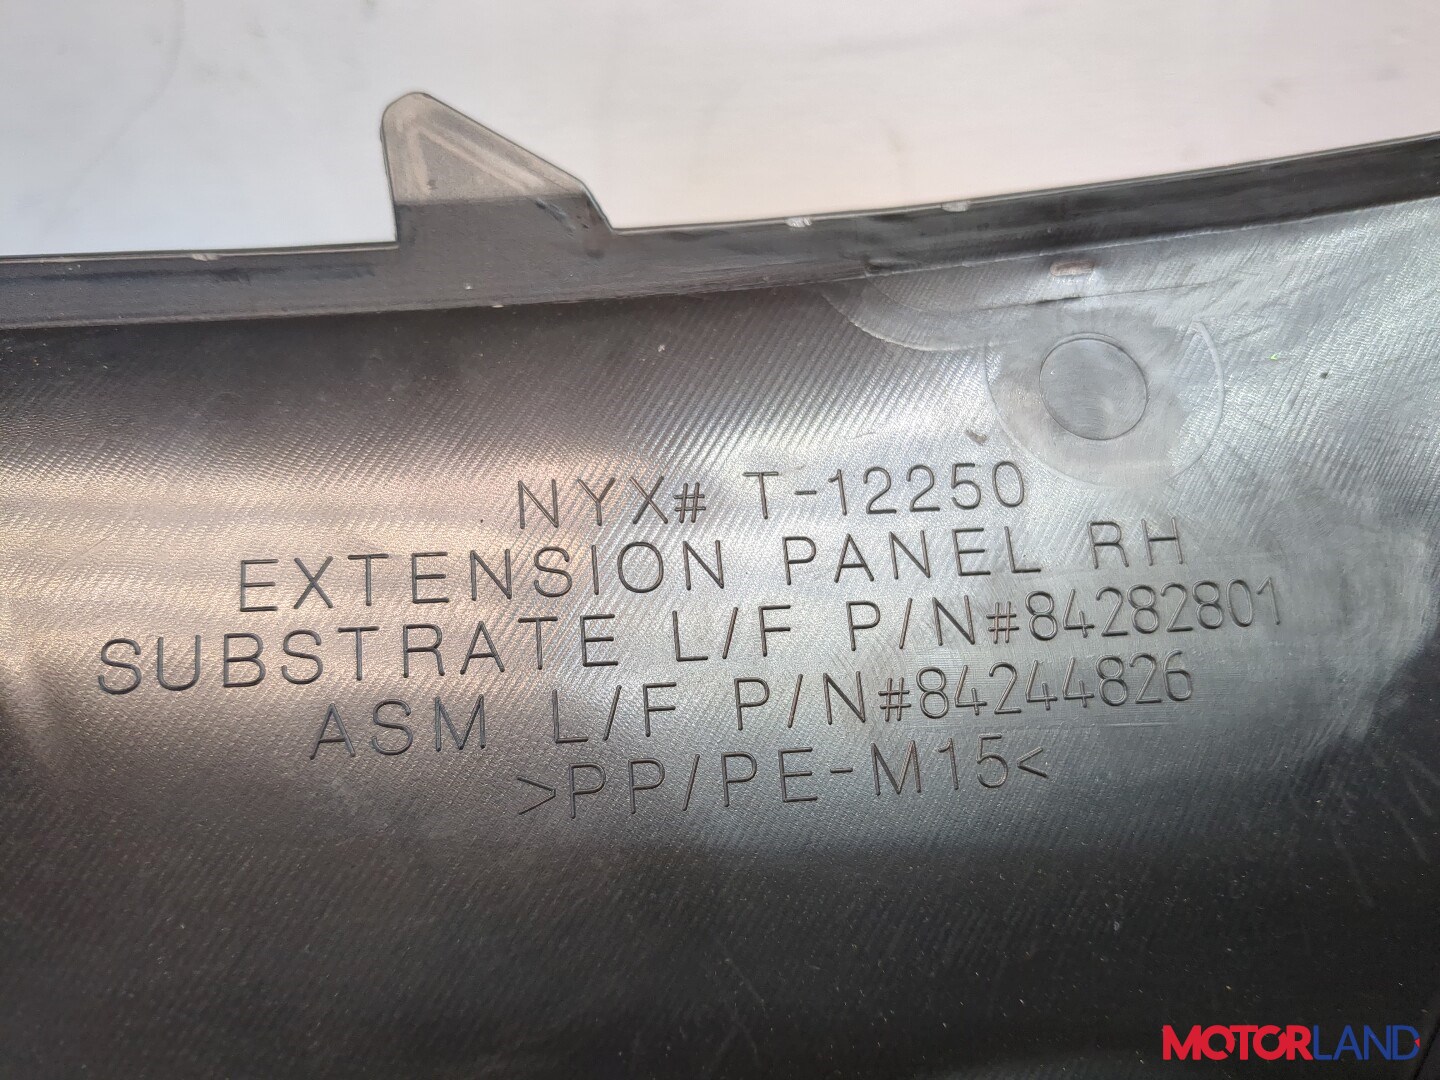 NYX# T-12250
EXTENSION PANEL RH
SUBSTRATE L/F P/N#84282801
ASM L/F P/N#84244826
>PP/PE-M15<
MOTORLAND